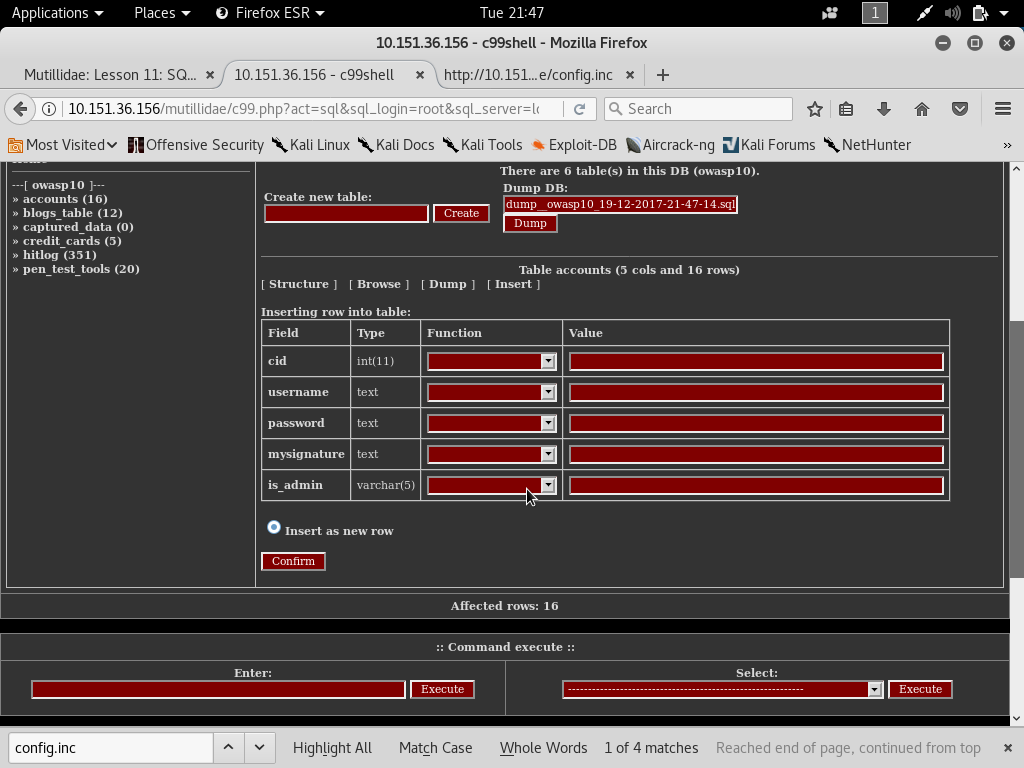 Applications Places Firefox ESR Tue 21:47 1
10.151.36.156 - c99shell - Mozilla Firefox
Mutillidae: Lesson 11: SQ... 10.151.36.156 - c99shell http://10.151...e/config.inc
10.151.36.156/mutillidae/c99.php?act=sql&sql_login=root&sql_server=lo Search
Most Visited Offensive Security Kali Linux Kali Docs Kali Tools Exploit-DB Aircrack-ng Kali Forums NetHunter »
---[ owasp10 ]---
» accounts (16)
» blogs_table (12)
» captured_data (0)
» credit_cards (5)
» hitlog (351)
» pen_test_tools (20)
There are 6 table(s) in this DB (owasp10).
Create new table:
Create
Dump DB:
dump__owasp10_19-12-2017-21-47-14.sql
Dump
Table accounts (5 cols and 16 rows)
[ Structure ] [ Browse ] [ Dump ] [ Insert ]
Inserting row into table:
Field Type Function Value
cid int(11)
username text
password text
mysignature text
is_admin varchar(5)
Insert as new row
Confirm
Affected rows: 16
:: Command execute ::
Enter:
Execute
Select:
------------------------------------------------------------
Execute
config.inc Highlight All Match Case Whole Words 1 of 4 matches Reached end of page, continued from top